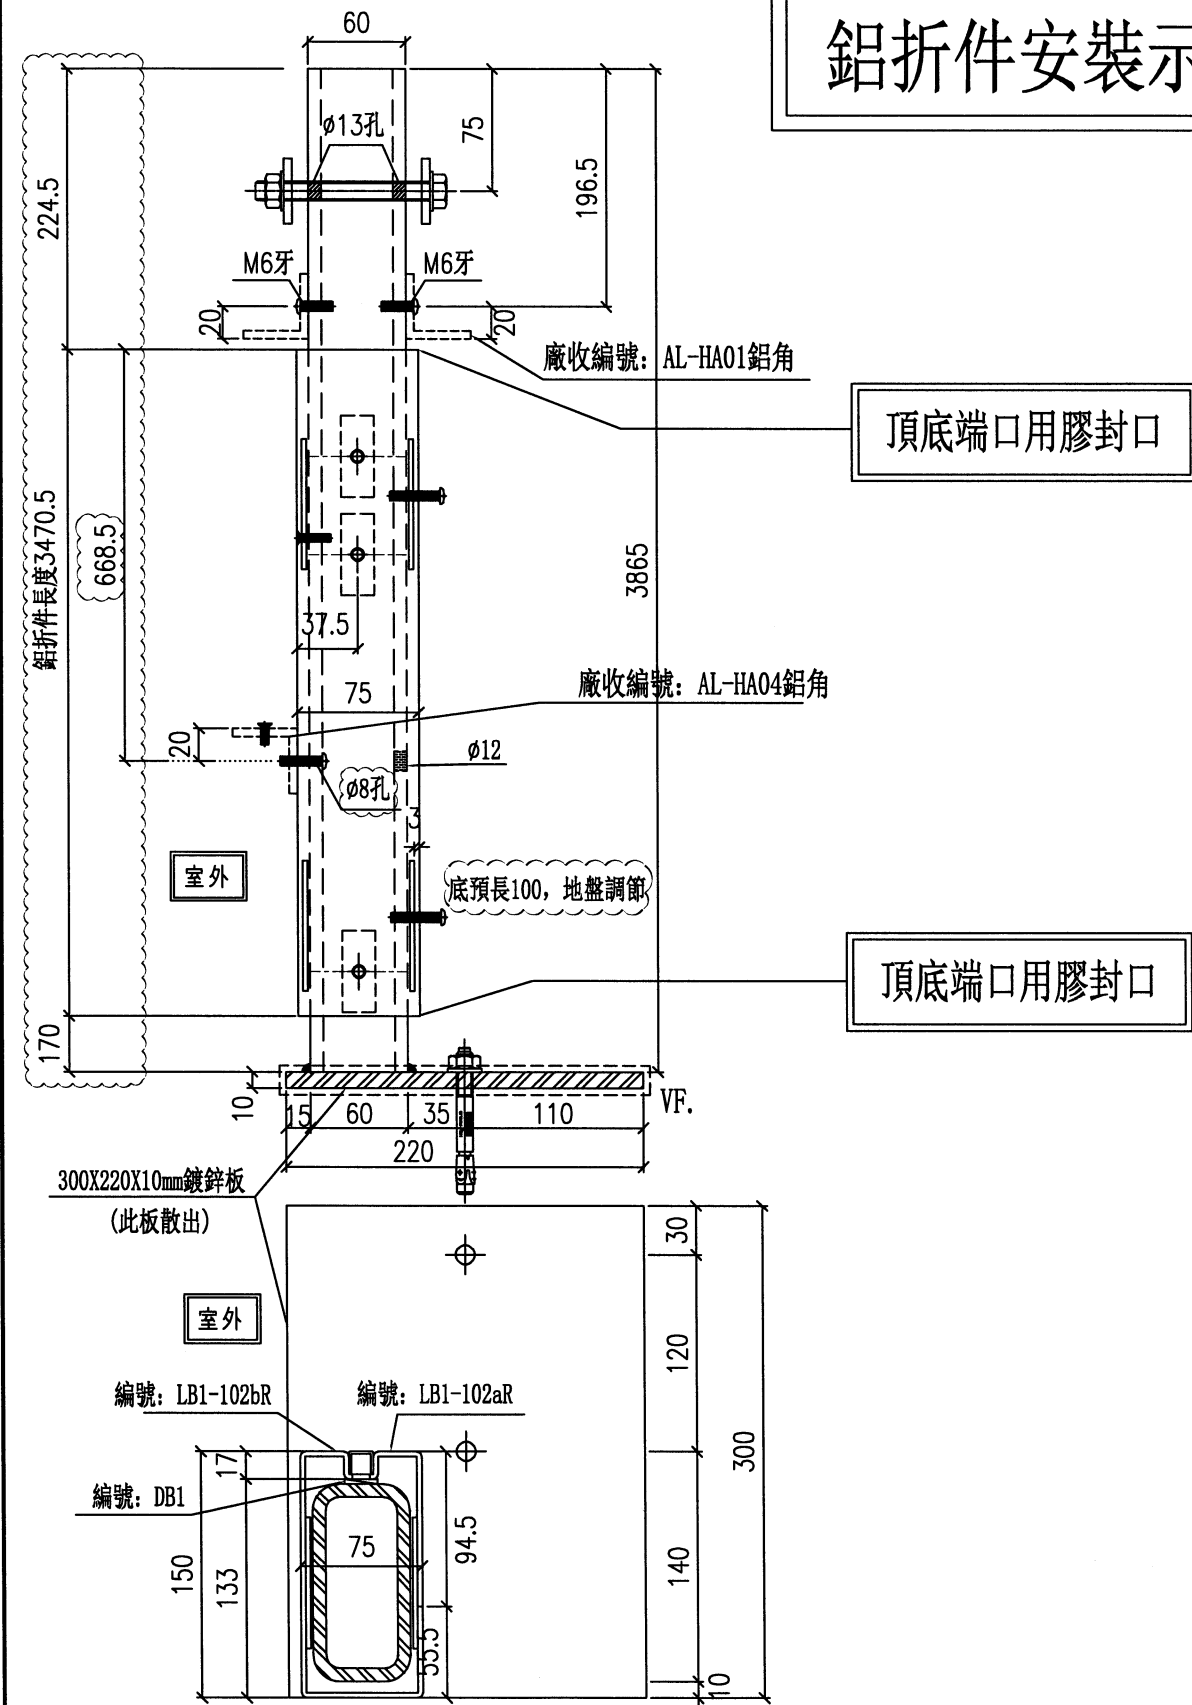 鋁折件安裝示
60
ø13孔
75
224.5
196.5
M6牙
M6牙
20
20
廠收編號: AL-HA01鋁角
頂底端口用膠封口
鋁折件長度3470.5
668.5
3865
37.5
廠收編號: AL-HA04鋁角
75
20
ø12
ø8孔
3
室外
底預長100, 地盤調節
頂底端口用膠封口
170
10
15
60
35
110
VF.
220
300X220X10mm鍍鋅板
(此板散出)
30
室外
120
編號: LB1-102bR
編號: LB1-102aR
300
17
編號: DB1
94.5
75
150
133
140
55.5
10